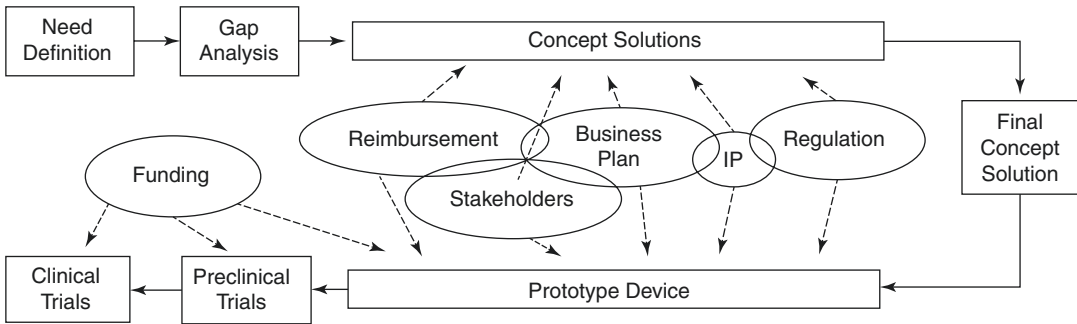 Need
Definition
Gap
Analysis
Concept Solutions
Reimbursement
Business
Plan
IP
Regulation
Final
Concept
Solution
Funding
Stakeholders
Clinical
Trials
Preclinical
Trials
Prototype Device